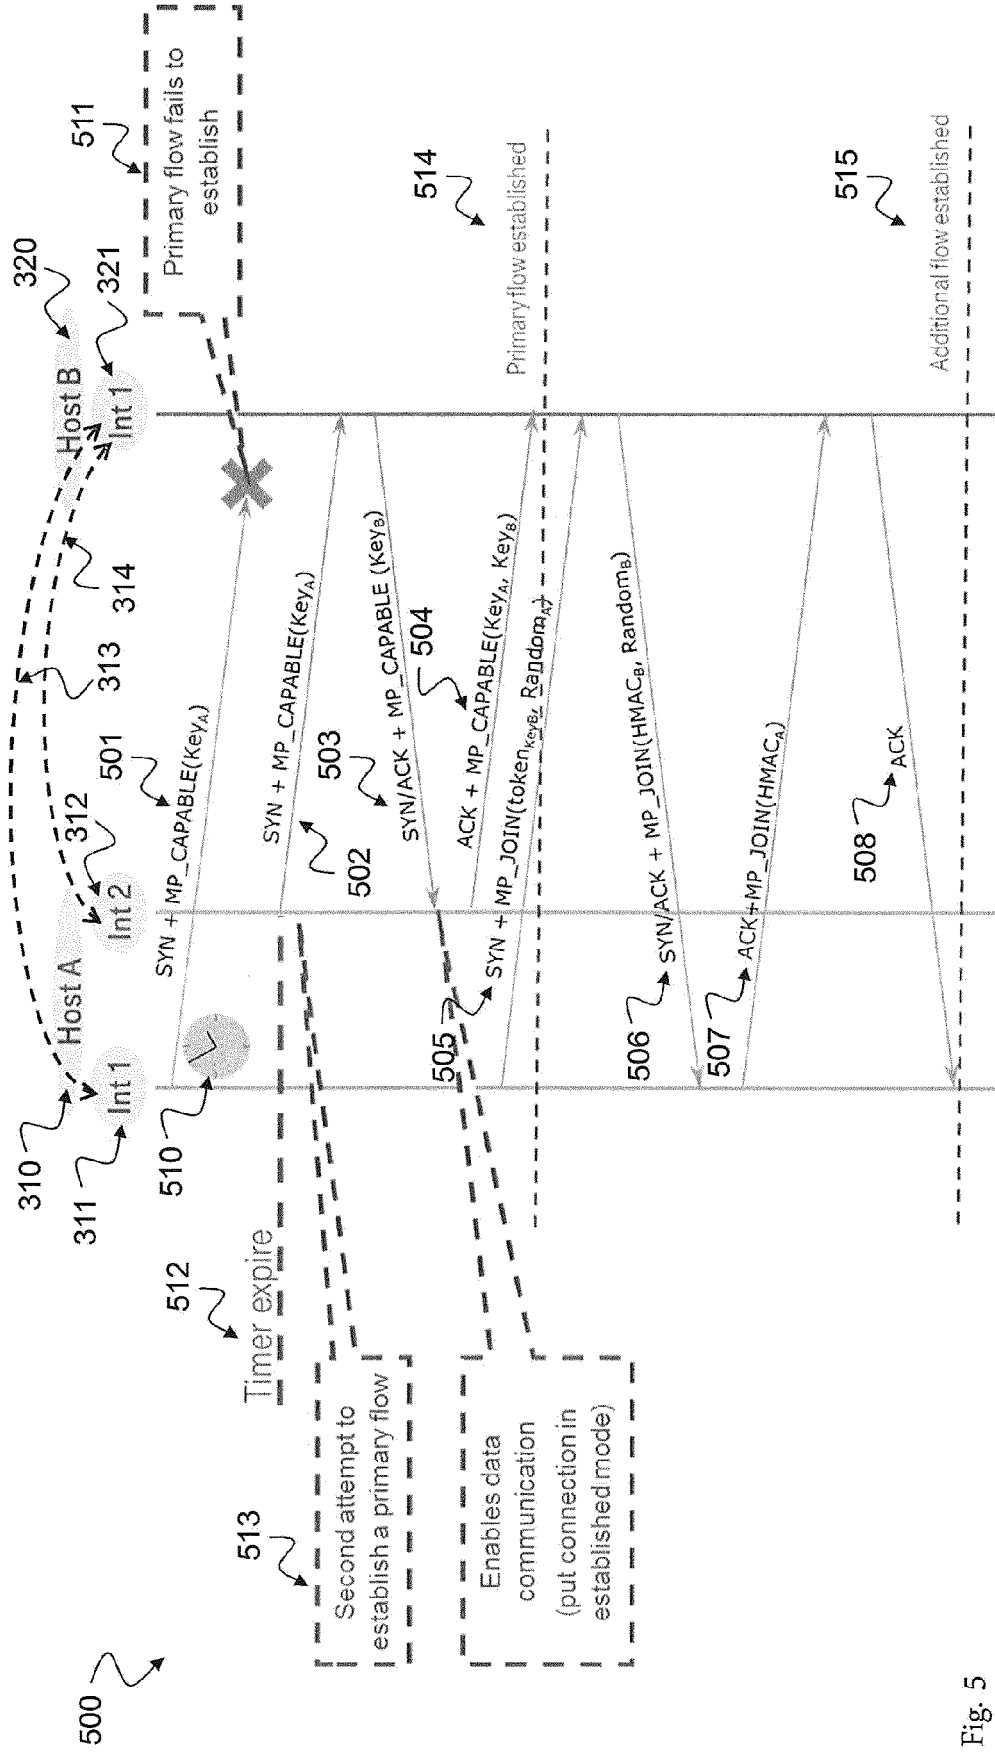 500
310
Host A
311
Int 1
312
Int 2
313
314
320
Host B
321
Int 1
501
SYN + MP_CAPABLE(KeyA)
510
511
Primary flow fails to
establish
512
Timer expire
SYN + MP_CAPABLE(KeyA)
502
513
Second attempt to
establish a primary flow
503
SYN/ACK + MP_CAPABLE (KeyB)
504
ACK + MP_CAPABLE(KeyA, KeyB)
Enables data
communication
(put connection in
established mode)
505
SYN + MP_JOIN(tokenKeyB, RandomA)
514
Primary flow established
506
SYN/ACK + MP_JOIN(HMACB, RandomB)
507
ACK+MP_JOIN(HMACA)
508
ACK
515
Additional flow established
Fig. 5